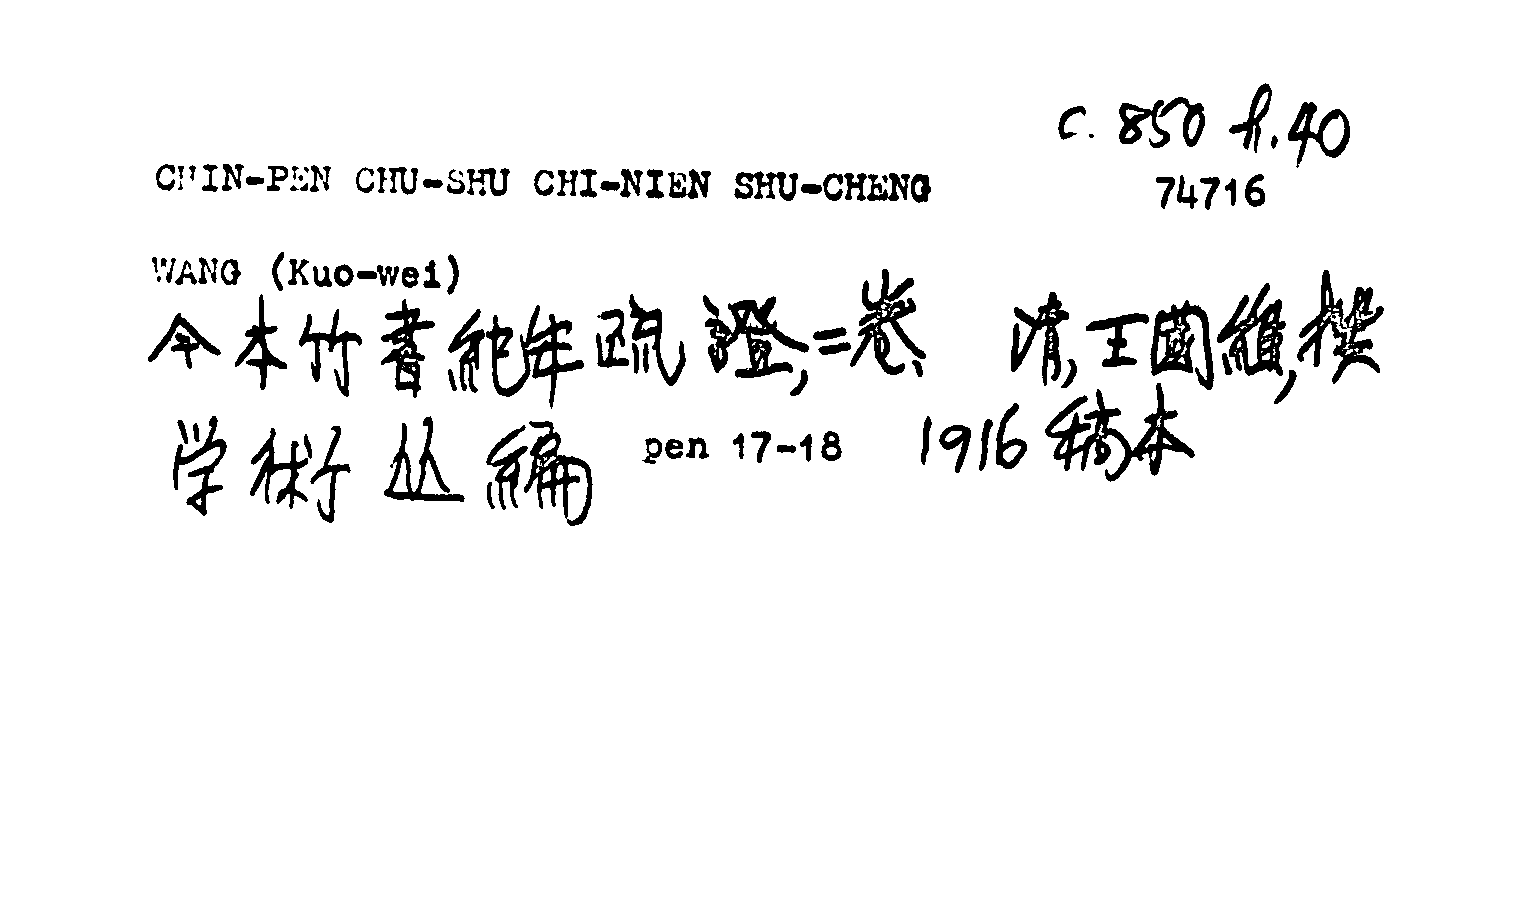 c. 850 h. 40
CHIN-PEN CHU-SHU CHI-NIEN SHU-CHENG
74716
WANG (Kuo-wei)
今本竹書紀年疏證,二卷 清,王國維,撰
学術丛編 pen 17-18 1916 稿本